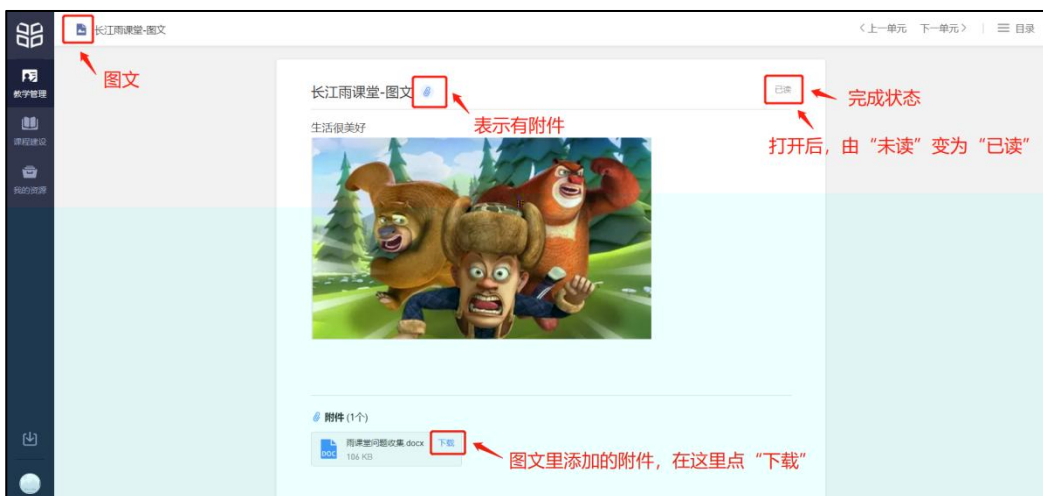 长江雨课堂-图文
〈上一单元 下一单元〉
目录
图文
教学管理
课程建设
我的资源
长江雨课堂-图文
已读
表示有附件
完成状态
打开后，由“未读”变为“已读”
生活很美好
附件(1个)
雨课堂问题收集.docx
下载
DOC
186 KB
图文里添加的附件，在这里点“下载”